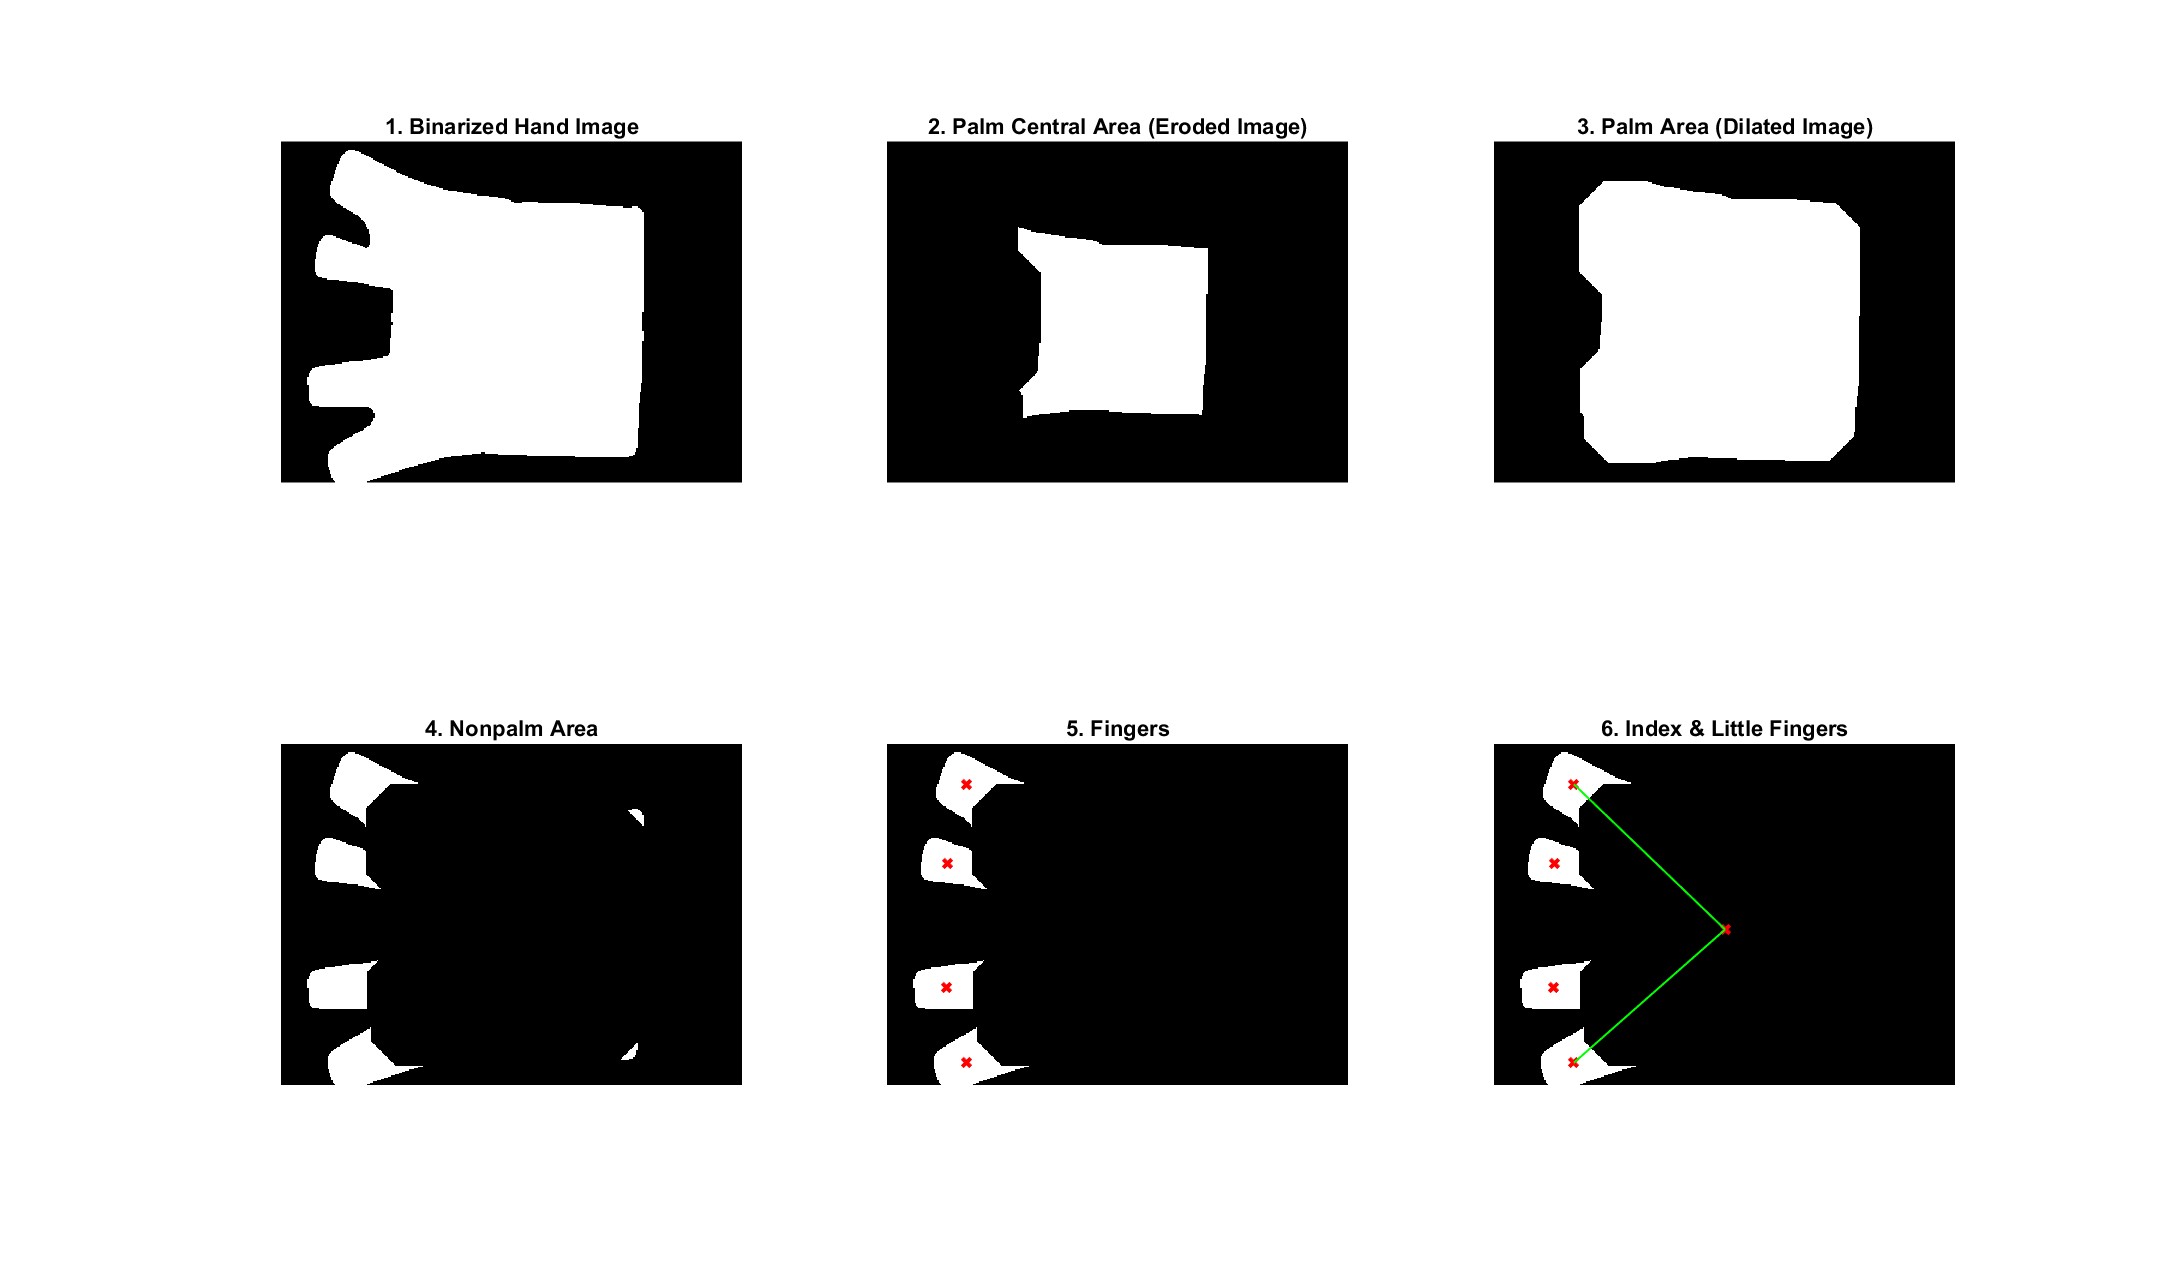 1. Binarized Hand Image
2. Palm Central Area (Eroded Image)
3. Palm Area (Dilated Image)
4. Nonpalm Area
5. Fingers
6. Index & Little Fingers